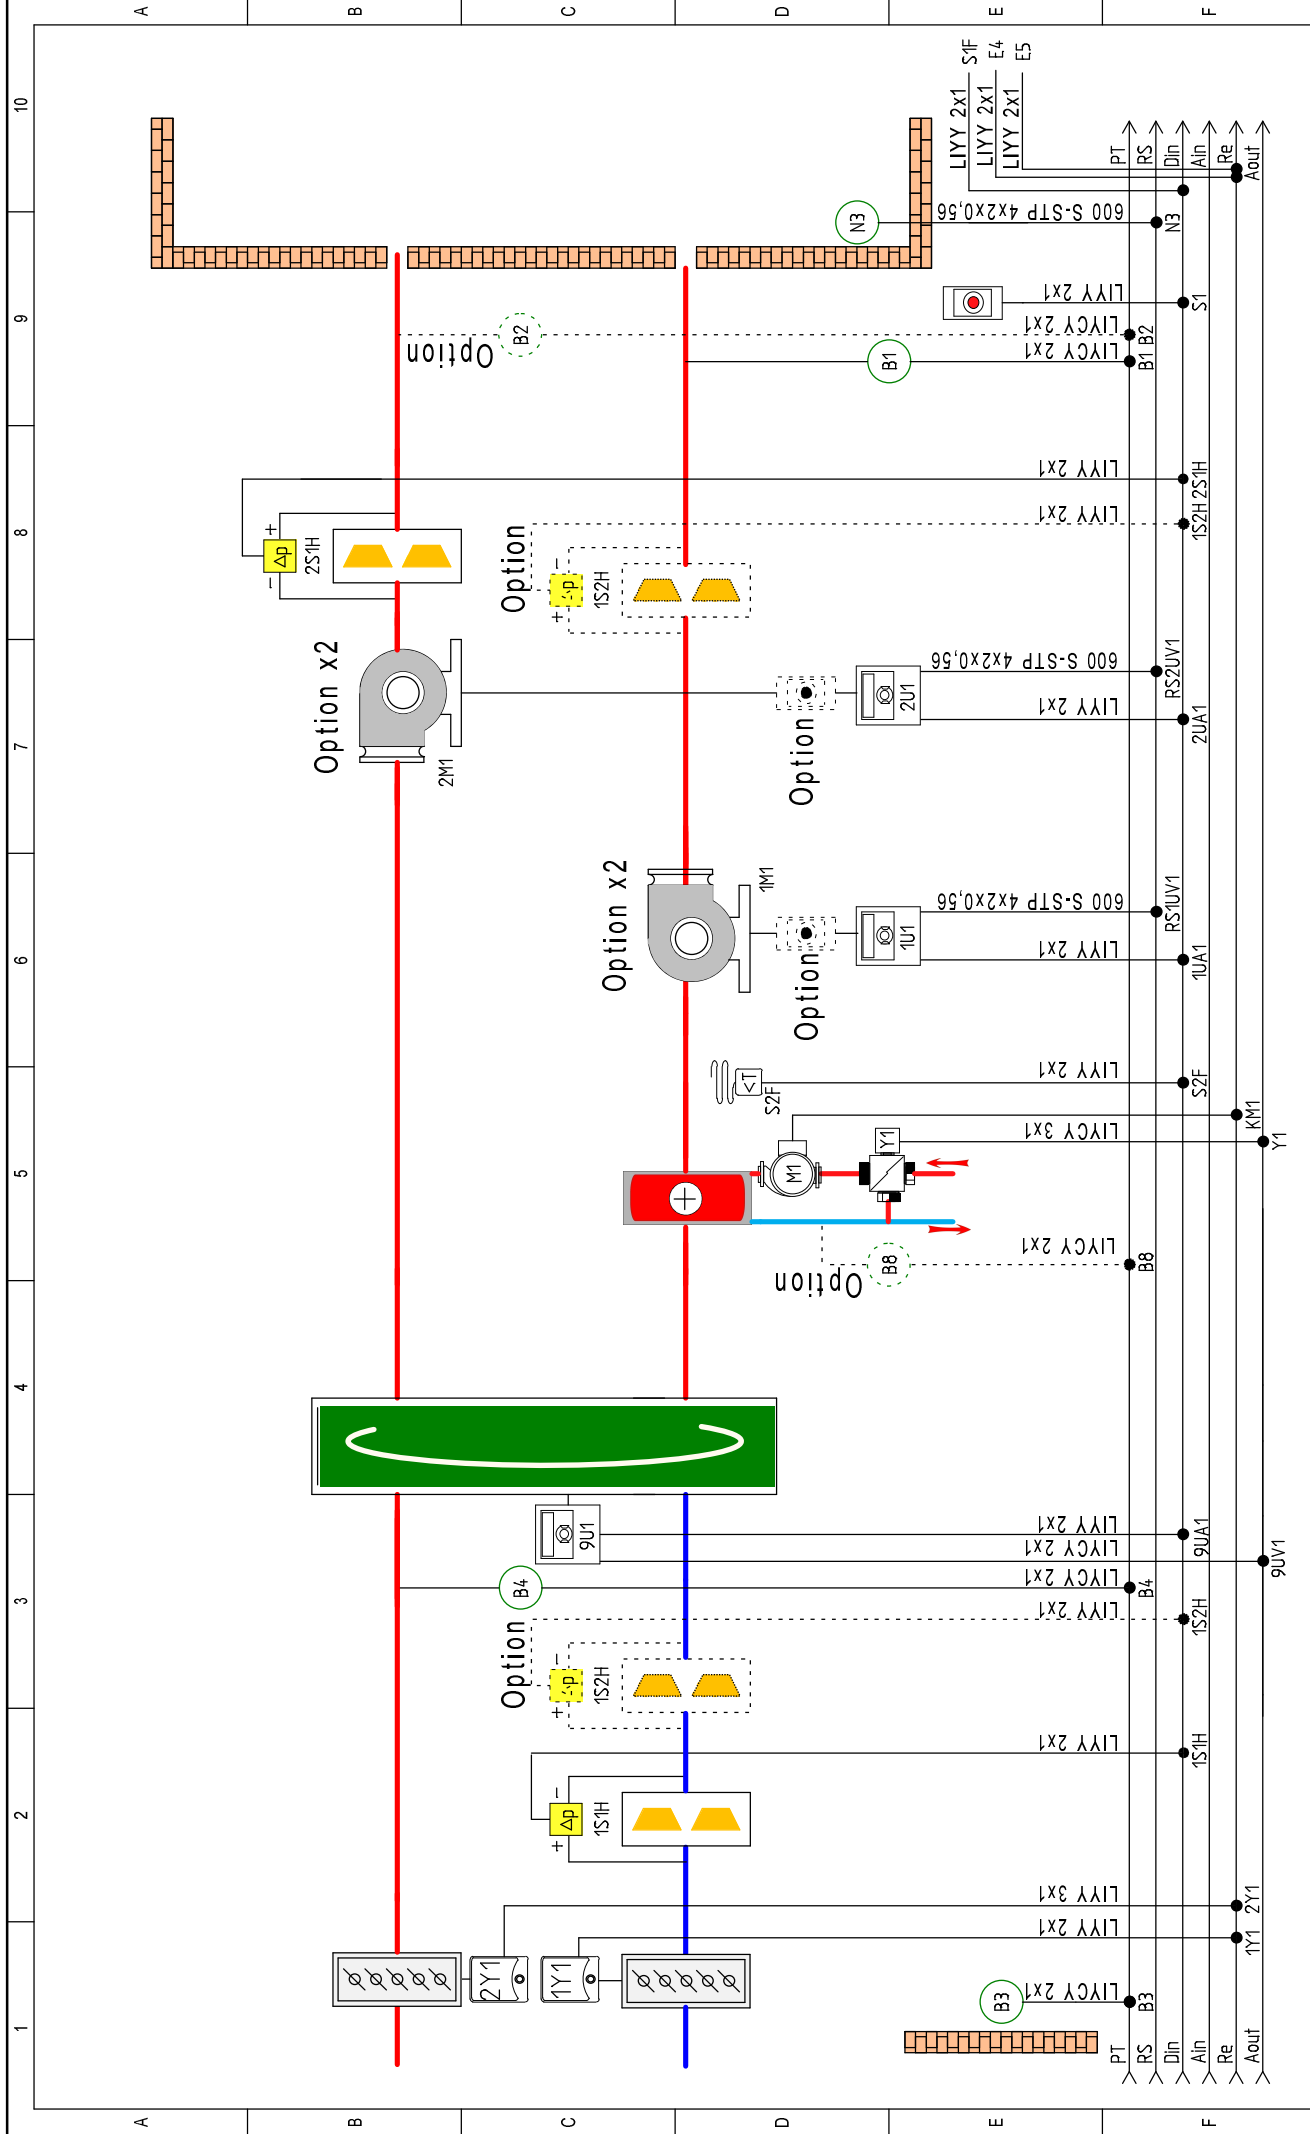 A
B
C
D
E
F
1
2
3
4
5
6
7
8
9
10
A
B
C
D
E
F
2Y1
1Y1
+
-
Δp
1S1H
Option
+
-
Δp
1S2H
B4
9U1
Option
B8
M1
Y1
<T
S2F
Option x2
1M1
Option
1U1
Option x2
2M1
Option
2U1
-
+
Δp
2S1H
Option
+
-
Δp
1S2H
Option
B2
B1
N3
B3
LIYCY 2x1
LIYY 2x1
LIYY 3x1
LIYY 2x1
LIYY 2x1
LIYCY 2x1
LIYCY 2x1
LIYY 2x1
LIYCY 2x1
LIYCY 3x1
LIYY 2x1
LIYY 2x1
600 S-STP 4x2x0,56
LIYY 2x1
600 S-STP 4x2x0,56
LIYY 2x1
LIYY 2x1
LIYCY 2x1
LIYCY 2x1
LIYY 2x1
600 S-STP 4x2x0,56
LIYY 2x1 S1F
LIYY 2x1 E4
LIYY 2x1 E5
PT
RS
Din
Ain
Re
Aout
B3
1Y1
2Y1
1S1H
1S2H
B4
9UV1
9UA1
B8
Y1
KM1
S2F
1UA1
RS1UV1
2UA1
RS2UV1
1S2H
2S1H
B1
B2
S1
N3
PT
RS
Din
Ain
Re
Aout